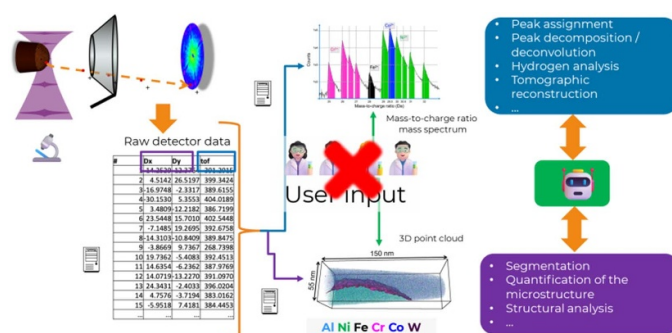 Raw detector data
# Dx Dy tof
2 4.5142 26.5197 399.3424
3 -16.9748 -2.3317 389.6155
4 -30.1530 5.3553 404.0189
5 3.4809 -12.2182 386.7199
6 23.5448 15.7010 402.5448
7 -7.1485 19.2695 392.6758
8 -14.3103 -10.8409 389.8475
9 -3.8669 9.7367 268.7398
10 19.7362 -5.4083 392.4513
11 14.6354 -6.2362 387.9769
12 14.0719 -13.2270 391.0970
13 24.3431 -2.4033 396.0204
14 4.7576 -3.7194 383.0162
15 -5.9518 7.4181 384.4453
Counts
Mass-to-charge ratio (Da)
Mass-to-charge ratio
mass spectrum
User Input
3D point cloud
150 nm
55 nm
Al Ni Fe Cr Co W
• Peak assignment
• Peak decomposition /
deconvolution
• Hydrogen analysis
• Tomographic
reconstruction
• ...
• Segmentation
• Quantification of the
microstructure
• Structural analysis
• ...